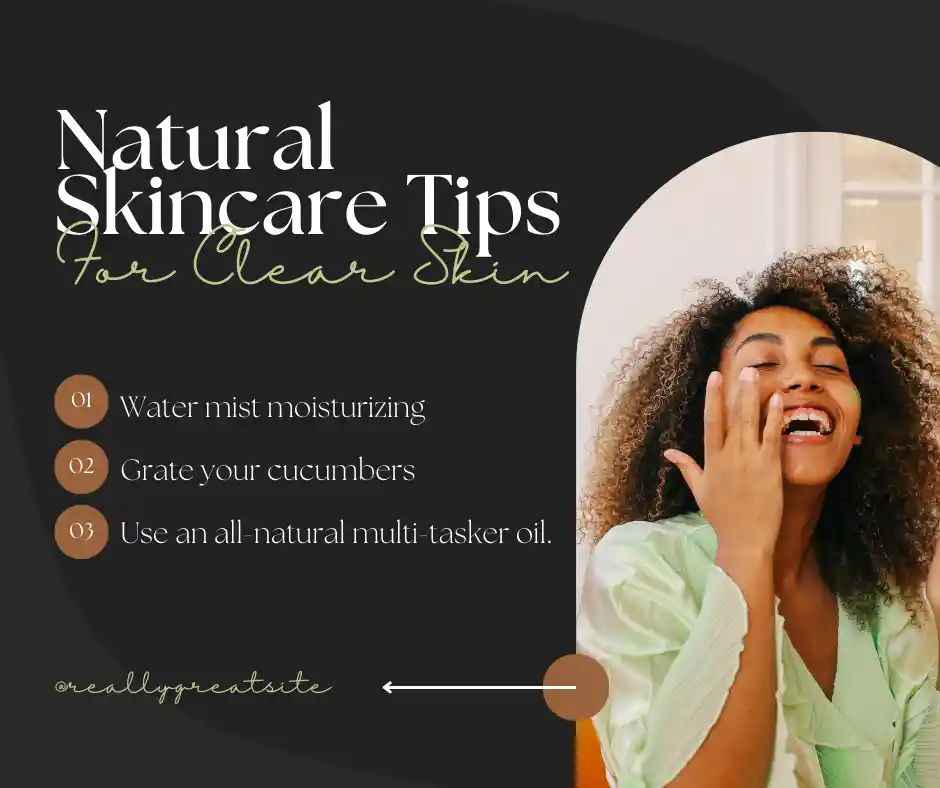 Natural
Skincare Tips
For Clear Skin
01 Water mist moisturizing
02 Grate your cucumbers
03 Use an all-natural multi-tasker oil.
@reallygreatsite